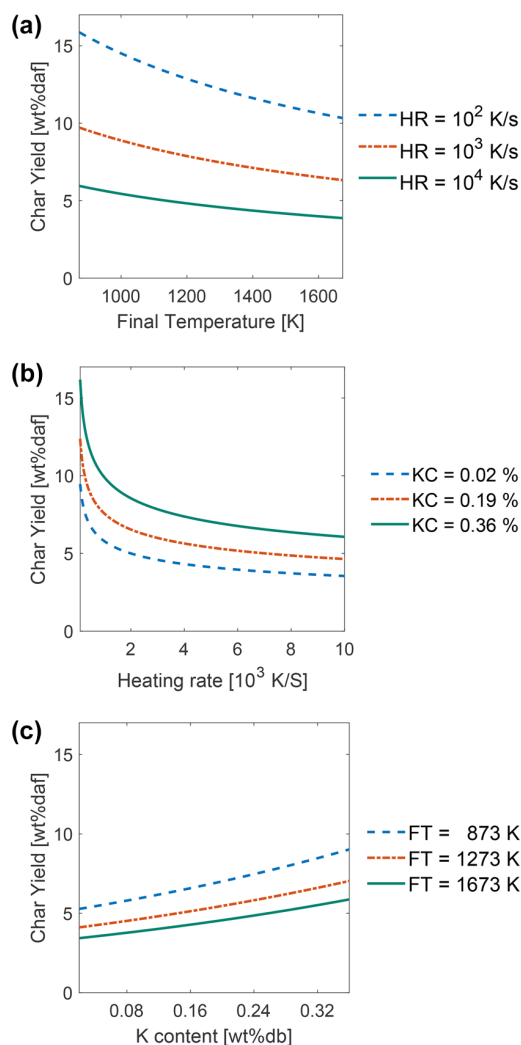 (a)
Char Yield [wt%daf]
15
10
5
0
1000 1200 1400 1600
Final Temperature [K]
HR = 10² K/s
HR = 10³ K/s
HR = 10⁴ K/s
(b)
Char Yield [wt%daf]
15
10
5
0
2 4 6 8 10
Heating rate [10³ K/S]
KC = 0.02 %
KC = 0.19 %
KC = 0.36 %
(c)
Char Yield [wt%daf]
15
10
5
0
0.08 0.16 0.24 0.32
K content [wt%db]
FT = 873 K
FT = 1273 K
FT = 1673 K